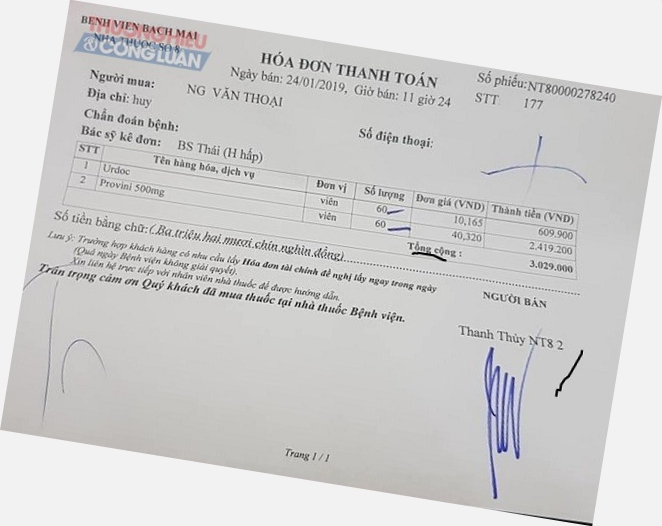 BỆNH VIỆN BẠCH MAI
NHÀ THUỐC SỐ 8
THƯƠNG HIỆU
& CÔNG LUẬN
HÓA ĐƠN THANH TOÁN
Số phiếu: NT80000278240
Ngày bán: 24/01/2019, Giờ bán: 11 giờ 24
STT 177
Người mua: NG VĂN THOẠI
Địa chỉ: huy
Số điện thoại:
Chẩn đoán bệnh:
Bác sỹ kê đơn: BS Thái (H hấp)
STT Tên hàng hóa, dịch vụ Đơn vị Số lượng Đơn giá (VND) Thành tiền (VND)
1 Urdoc viên 60 10,165 609.900
2 Provini 500mg viên 60 40,320 2.419.200
Tổng cộng : 3.029.000
Số tiền bằng chữ: ( Ba triệu, hai mươi chín nghìn đồng)
Lưu ý: Trường hợp khách hàng có nhu cầu lấy Hóa đơn tài chính đề nghị lấy ngay trong ngày
(Quá ngày Bệnh viện không giải quyết).
Xin liên hệ trực tiếp với nhân viên nhà thuốc để được hướng dẫn.
Trân trọng cảm ơn Quý khách đã mua thuốc tại nhà thuốc Bệnh viện.
NGƯỜI BÁN
Thanh Thủy NT8 2
Trang 1 / 1